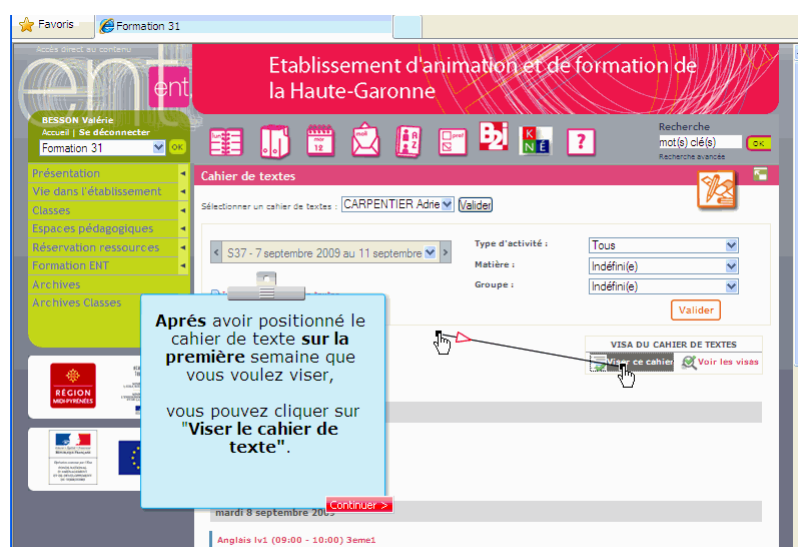 Favoris
Formation 31
Accès direct au contenu
ent
Etablissement d'animation et de formation de
la Haute-Garonne
BESSON Valérie
Accueil | Se déconnecter
Formation 31
OK
Recherche
mot(s) clé(s)
OK
Recherche avancée
Présentation
Vie dans l'établissement
Classes
Espaces pédagogiques
Réservation ressources
Formation ENT
Archives
Archives Classes
Cahier de textes
Sélectionner un cahier de textes :
CARPENTIER Adrie
Valider
< S37 - 7 septembre 2009 au 11 septembre >
Type d'activité :
Tous
Matière :
Indéfini(e)
Groupe :
Indéfini(e)
Valider
VISA DU CAHIER DE TEXTES
Viser ce cahier
Voir les visas
Aprés avoir positionné le
cahier de texte sur la
première semaine que
vous voulez viser,
vous pouvez cliquer sur
"Viser le cahier de
texte".
Continuer >
RÉGION
MIDI-PYRÉNÉES
mardi 8 septembre 2009
Anglais lv1 (09:00 - 10:00) 3eme1